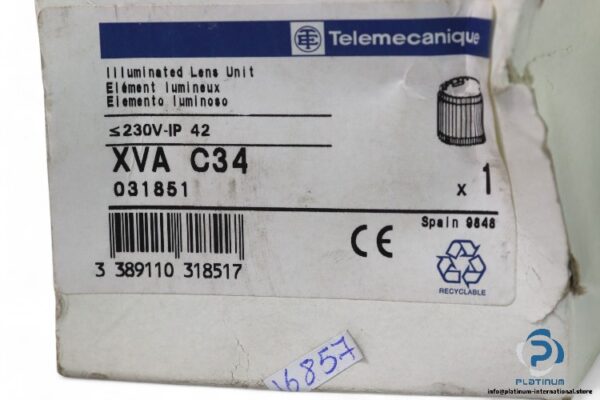 Telemecanique
Illuminated Lens Unit
Elément lumineux
Elemento luminoso
≤230V-IP 42
XVA C34
031851
x 1
Spain 9848
CE
3 389110 318517
RECYCLABLE
16857
PLATINUM
info@platinum-international.store